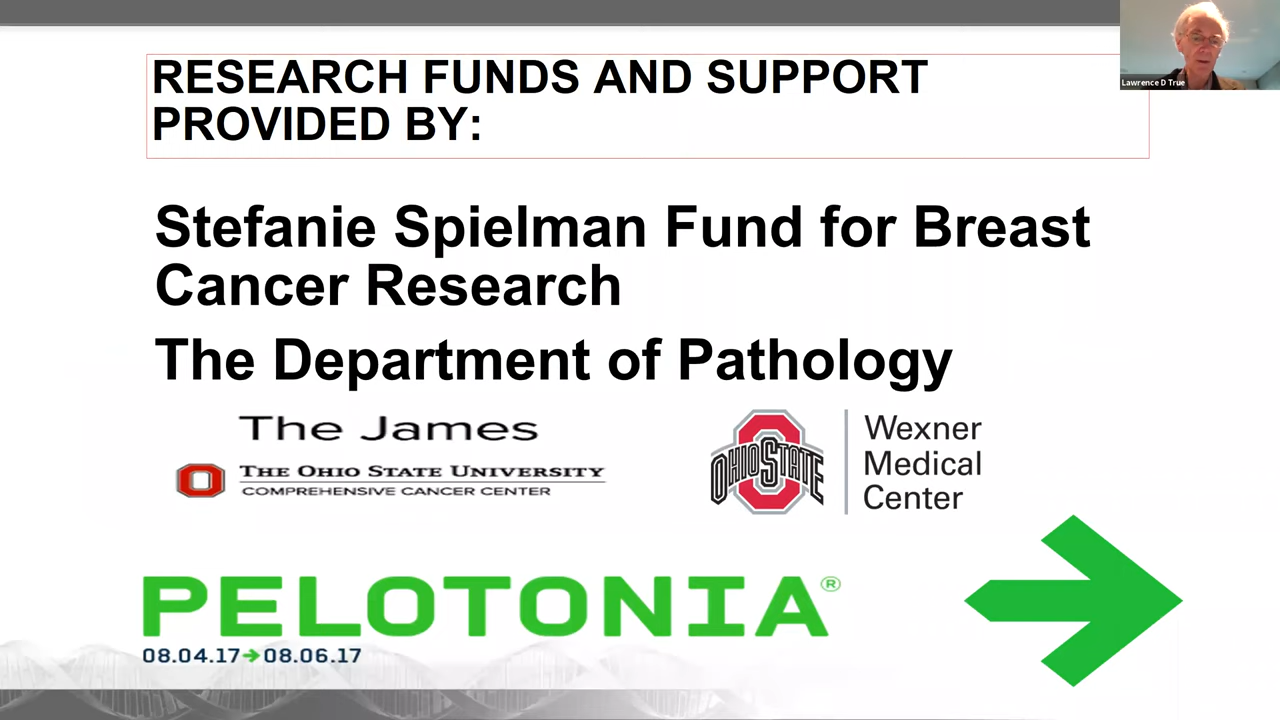 RESEARCH FUNDS AND SUPPORT
PROVIDED BY:
Lawrence D True
Stefanie Spielman Fund for Breast
Cancer Research
The Department of Pathology
The James
THE OHIO STATE UNIVERSITY
COMPREHENSIVE CANCER CENTER
OHIO STATE
Wexner
Medical
Center
PELOTONIA®
08.04.17→08.06.17